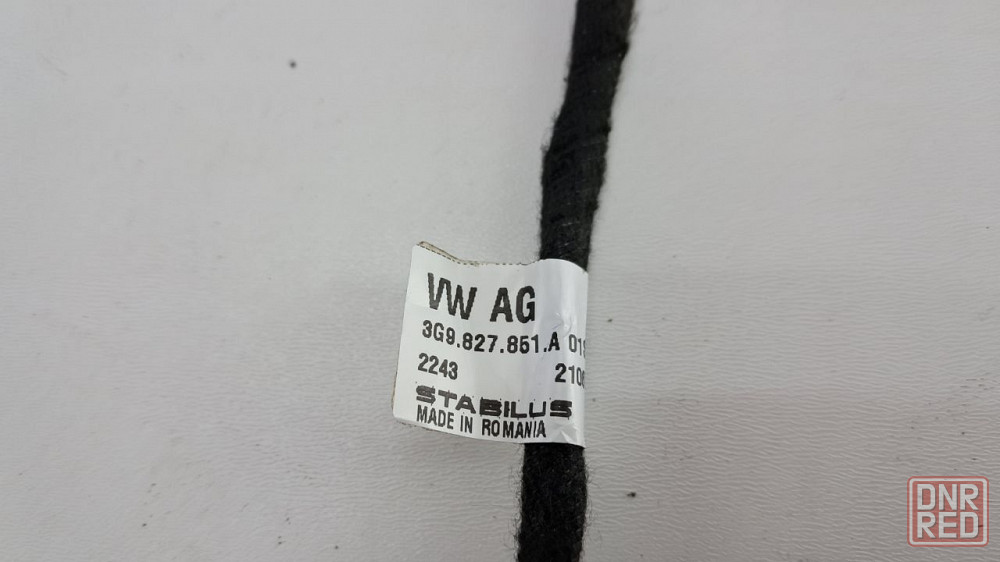 VW AG
3G9.827.851.A
2243
STABILUS
MADE IN ROMANIA
DNR
RED